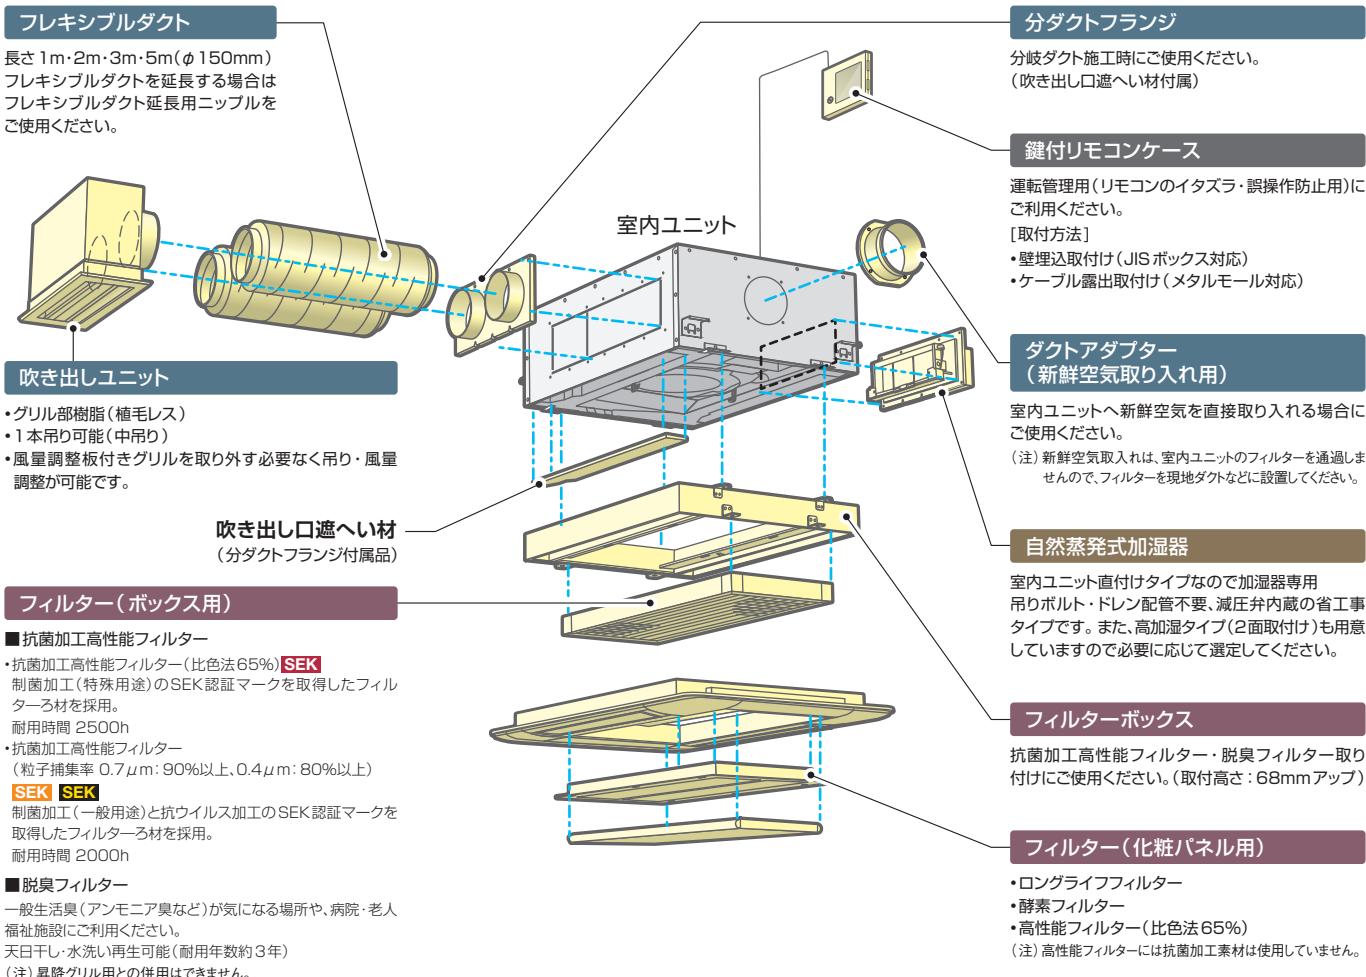 フレキシブルダクト
長さ1m・2m・3m・5m(φ150mm)
フレキシブルダクトを延長する場合は
フレキシブルダクト延長用ニップルを
ご使用ください。
吹き出しユニット
•グリル部樹脂(植毛レス)
•1本吊り可能(中吊り)
•風量調整板付きグリルを取り外す必要なく吊り・風量
調整が可能です。
吹き出し口遮へい材
(分ダクトフランジ付属品)
フィルター(ボックス用)
■抗菌加工高性能フィルター
•抗菌加工高性能フィルター(比色法65%) SEK
制菌加工(特殊用途)のSEK認証マークを取得したフィル
ターろ材を採用。
耐用時間 2500h
•抗菌加工高性能フィルター
(粒子捕集率 0.7μm:90%以上、0.4μm:80%以上)
SEK SEK
制菌加工(一般用途)と抗ウイルス加工のSEK認証マークを
取得したフィルターろ材を採用。
耐用時間 2000h
■脱臭フィルター
一般生活臭(アンモニア臭など)が気になる場所や、病院・老人
福祉施設にご利用ください。
天日干し・水洗い再生可能(耐用年数約3年)
(注)昇降グリル用との併用はできません。
室内ユニット
分ダクトフランジ
分岐ダクト施工時にご使用ください。
(吹き出し口遮へい材付属)
鍵付リモコンケース
運転管理用(リモコンのイタズラ・誤操作防止用)に
ご利用ください。
[取付方法]
•壁埋込取付け(JISボックス対応)
•ケーブル露出取付け(メタルモール対応)
ダクトアダプター
(新鮮空気取り入れ用)
室内ユニットへ新鮮空気を直接取り入れる場合に
ご使用ください。
(注)新鮮空気取入れは、室内ユニットのフィルターを通過しま
せんので、フィルターを現地ダクトなどに設置してください。
自然蒸発式加湿器
室内ユニット直付けタイプなので加湿器専用
吊りボルト・ドレン配管不要、減圧弁内蔵の省工事
タイプです。また、高加湿タイプ(2面取付け)も用意
していますので必要に応じて選定してください。
フィルターボックス
抗菌加工高性能フィルター・脱臭フィルター取り
付けにご使用ください。(取付高さ:68mmアップ)
フィルター(化粧パネル用)
•ロングライフフィルター
•酵素フィルター
•高性能フィルター(比色法65%)
(注)高性能フィルターには抗菌加工素材は使用していません。